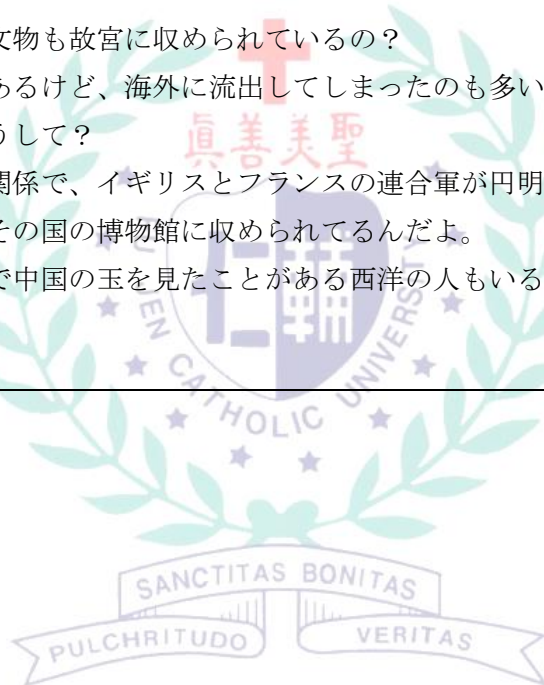 文物も故宮に収められているの？
あるけど、海外に流出してしまったのも多い
うして？
眞善美聖
関係で、イギリスとフランスの連合軍が円明
その国の博物館に収められてるんだよ。
で中国の玉を見たことがある西洋の人もいる
FU JEN CATHOLIC UNIVERSITY
輔仁
SANCTITAS BONITAS
PULCHRITUDO VERITAS